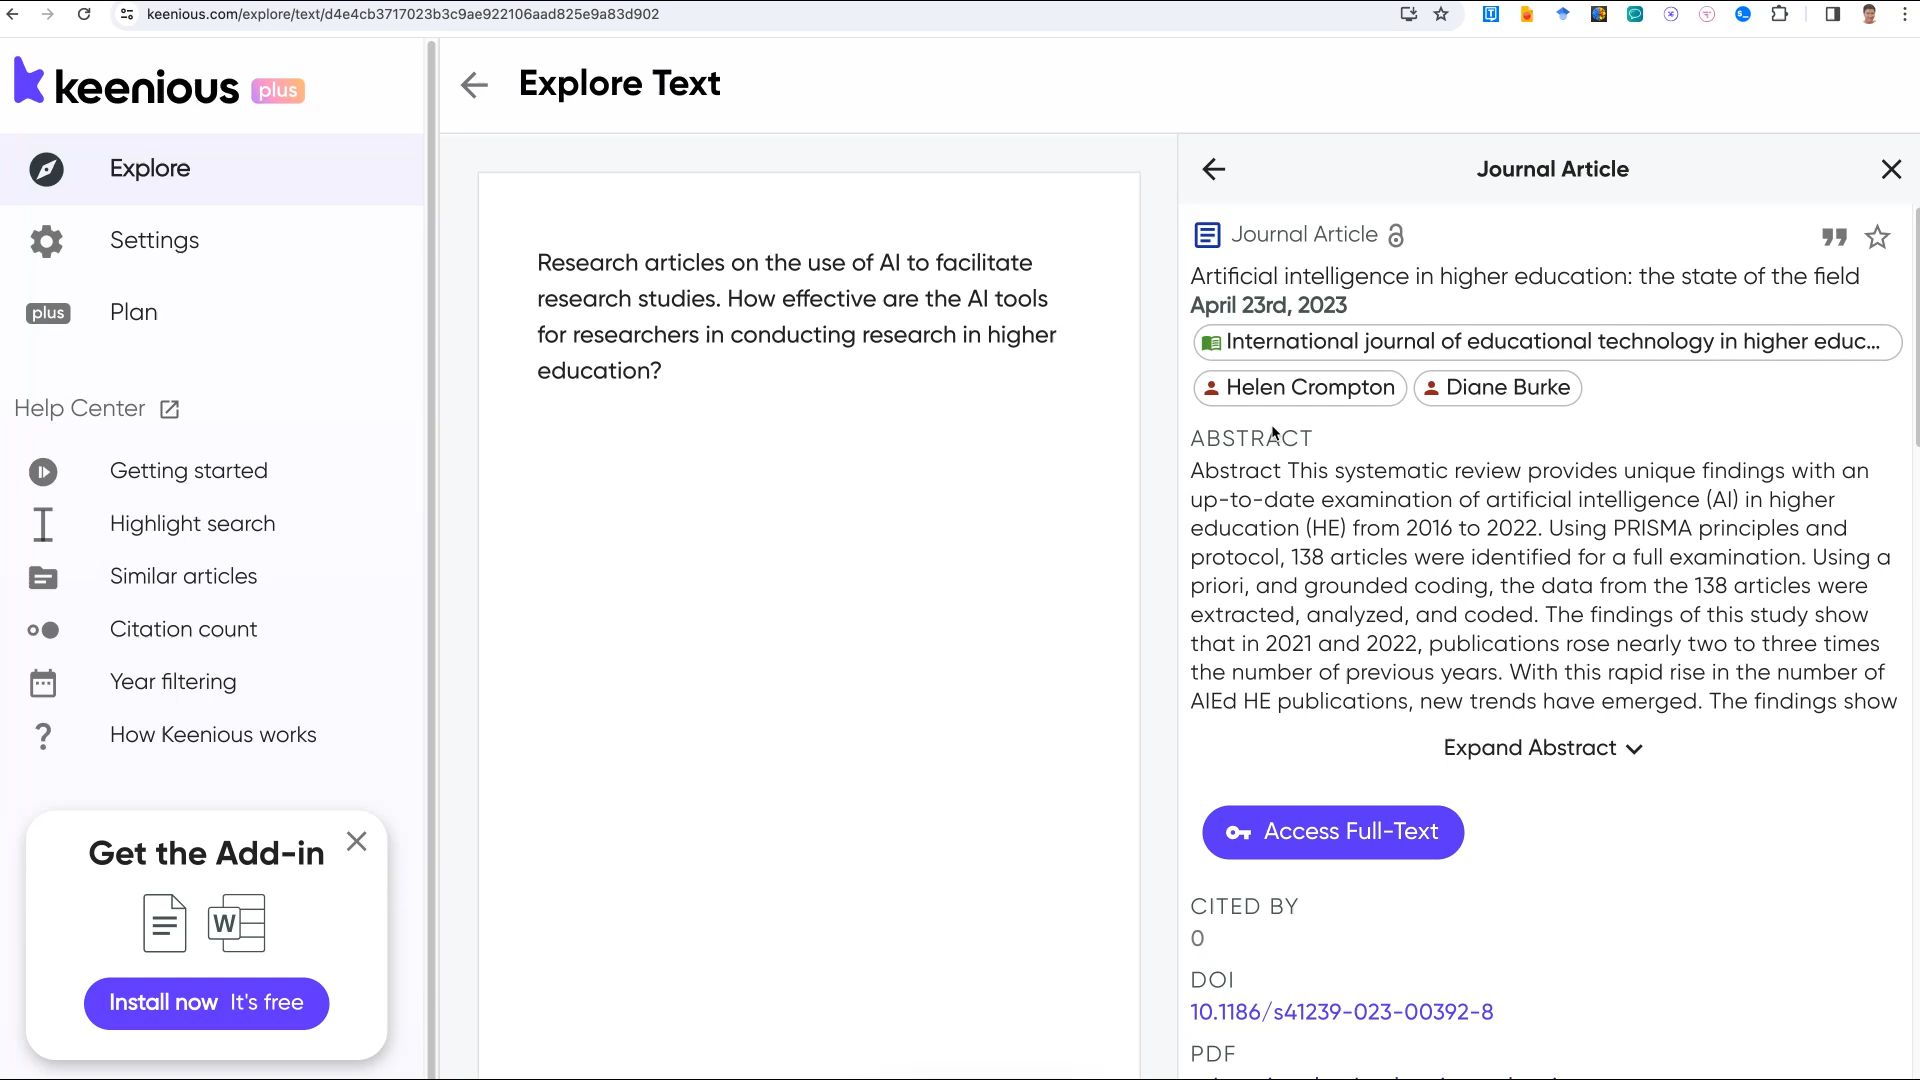 keenious.com/explore/text/d4e4cb3717023b3c9ae922106aad825e9a83d902
keenious plus
Explore
Settings
plus Plan
Help Center
Getting started
Highlight search
Similar articles
Citation count
Year filtering
? How Keenious works
Get the Add-in
W
Install now It's free
Explore Text
Research articles on the use of AI to facilitate
research studies. How effective are the AI tools
for researchers in conducting research in higher
education?
Journal Article
Journal Article
Artificial intelligence in higher education: the state of the field
April 23rd, 2023
International journal of educational technology in higher educ...
Helen Crompton Diane Burke
ABSTRACT
Abstract This systematic review provides unique findings with an
up-to-date examination of artificial intelligence (AI) in higher
education (HE) from 2016 to 2022. Using PRISMA principles and
protocol, 138 articles were identified for a full examination. Using a
priori, and grounded coding, the data from the 138 articles were
extracted, analyzed, and coded. The findings of this study show
that in 2021 and 2022, publications rose nearly two to three times
the number of previous years. With this rapid rise in the number of
AIEd HE publications, new trends have emerged. The findings show
Expand Abstract
Access Full-Text
CITED BY
0
DOI
10.1186/s41239-023-00392-8
PDF